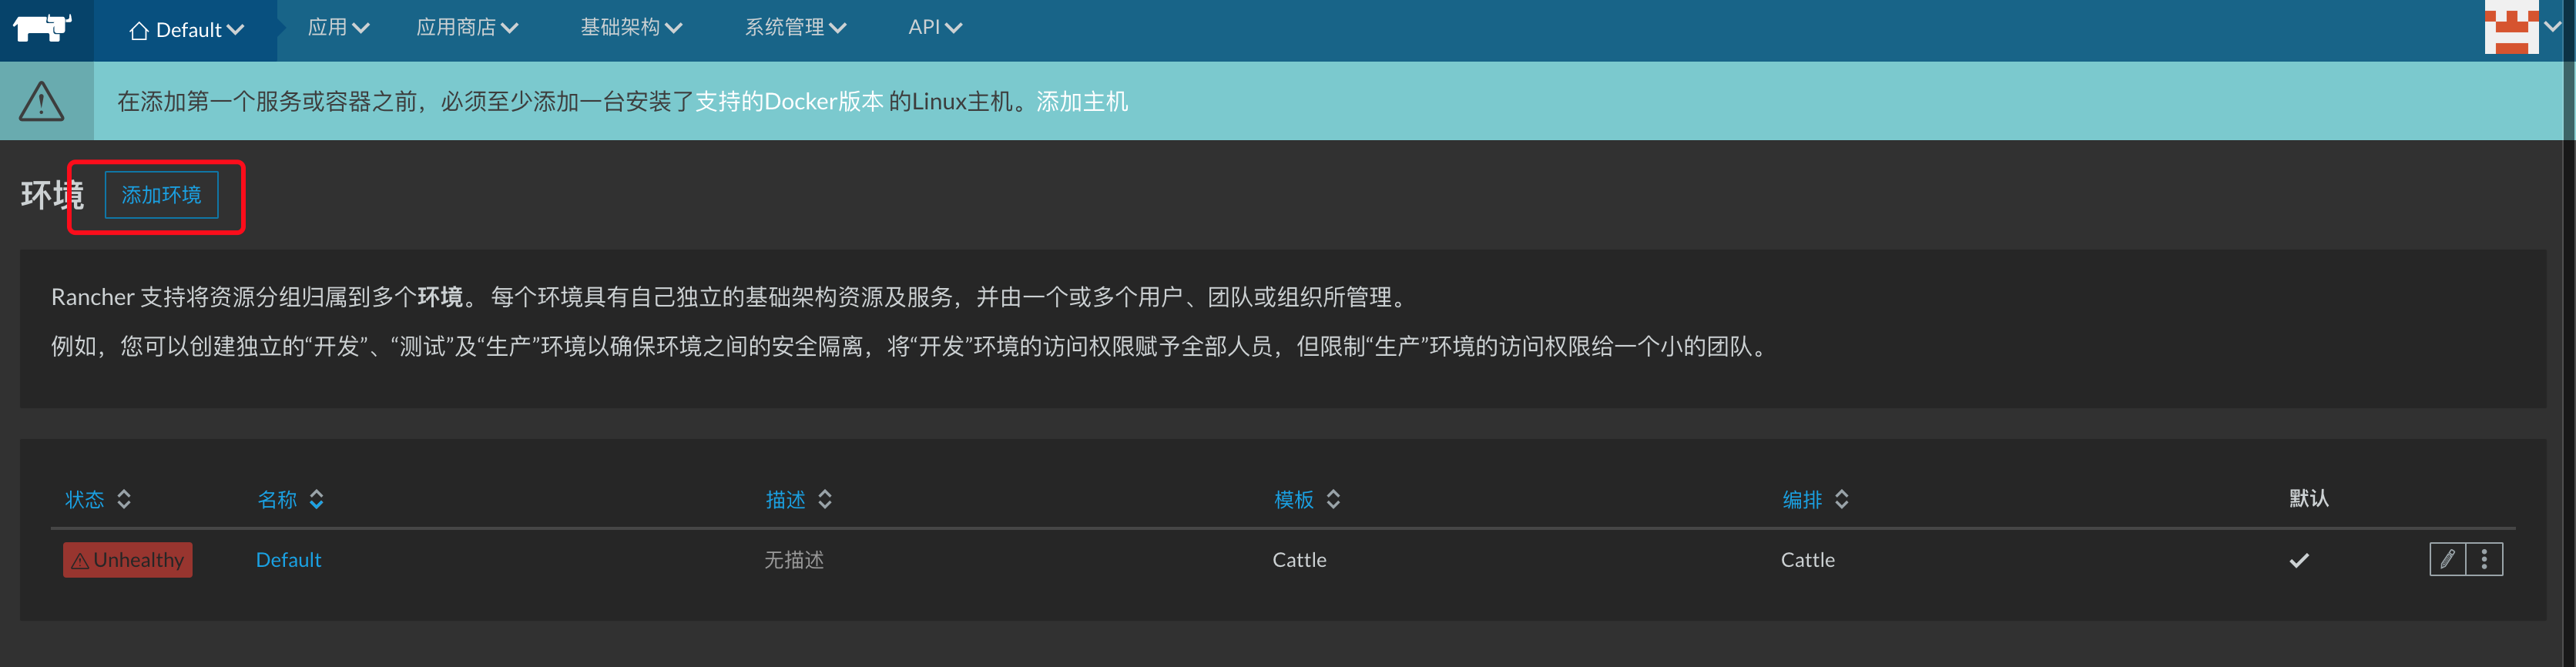 Default 应用 应用商店 基础架构 系统管理 API
在添加第一个服务或容器之前，必须至少添加一台安装了支持的Docker版本 的Linux主机。添加主机
环境 添加环境
Rancher 支持将资源分组归属到多个环境。 每个环境具有自己独立的基础架构资源及服务，并由一个或多个用户、团队或组织所管理。
例如，您可以创建独立的“开发”、“测试”及“生产”环境以确保环境之间的安全隔离，将“开发”环境的访问权限赋予全部人员，但限制“生产”环境的访问权限给一个小的团队。
状态 名称 描述 模板 编排 默认
Unhealthy Default 无描述 Cattle Cattle